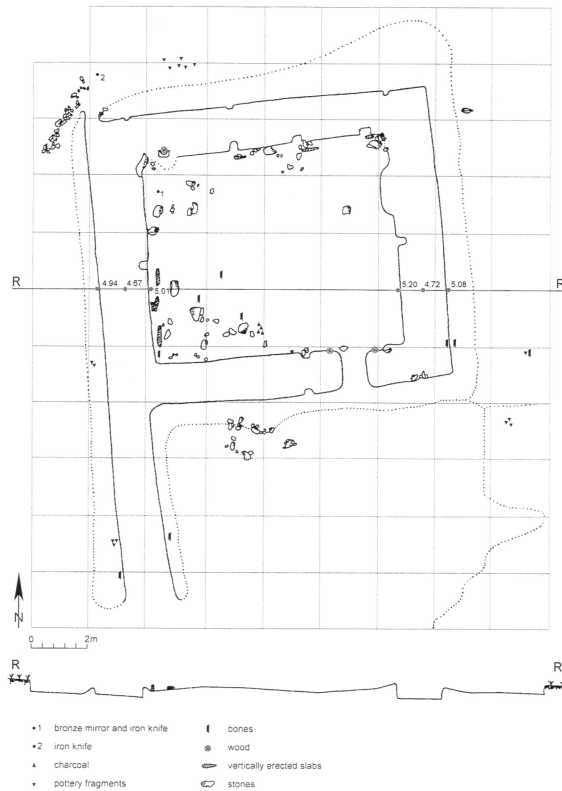 2
1
R
4.94
4.67
5.01
5.20
4.72
5.08
R
N
0
2m
R
R
1 bronze mirror and iron knife
2 iron knife
charcoal
pottery fragments
bones
wood
vertically erected slabs
stones